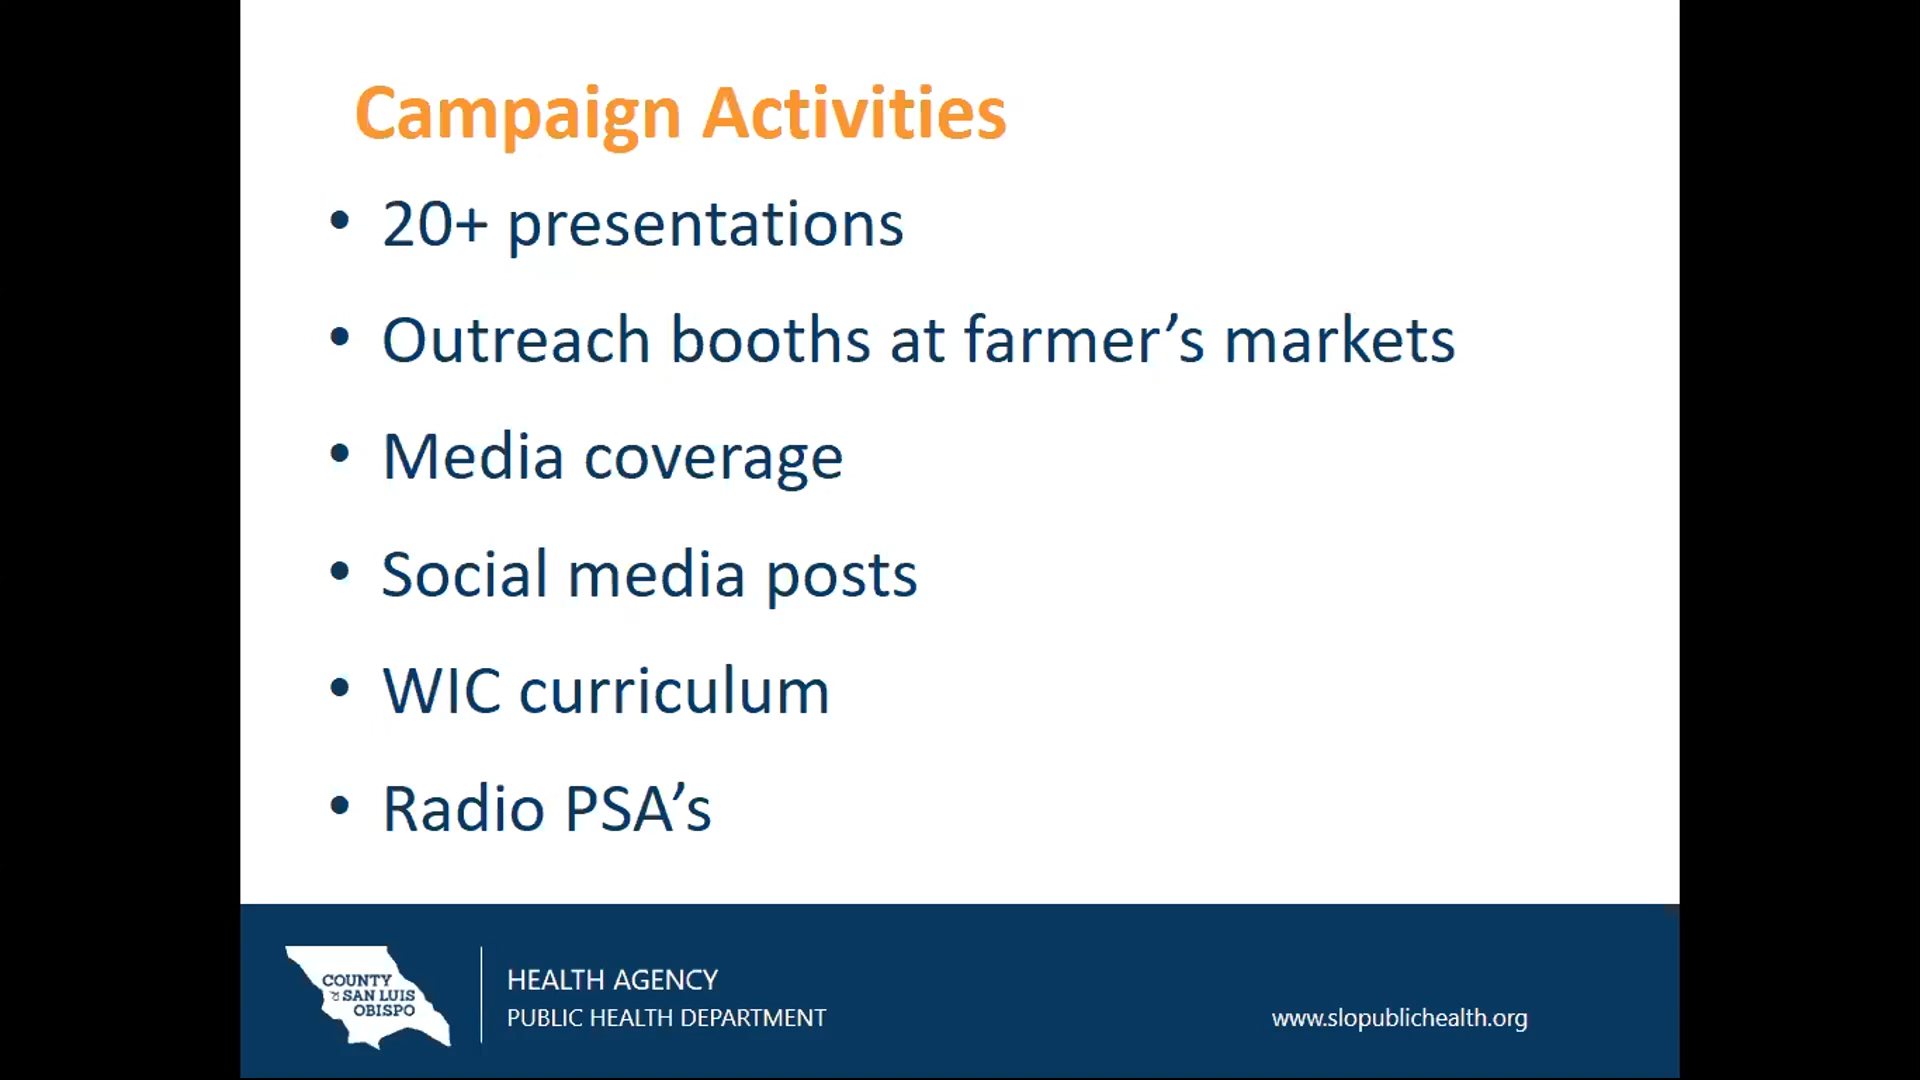 Campaign Activities
• 20+ presentations
• Outreach booths at farmer’s markets
• Media coverage
• Social media posts
• WIC curriculum
• Radio PSA’s
COUNTY
OF SAN LUIS
OBISPO
HEALTH AGENCY
PUBLIC HEALTH DEPARTMENT
www.slopublichealth.org